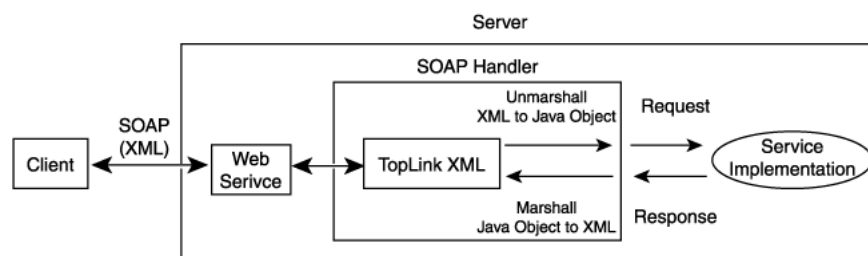 Server
SOAP Handler
Unmarshall
XML to Java Object
Request
SOAP
(XML)
Client
Web
Serivce
TopLink XML
Service
Implementation
Marshall
Java Object to XML
Response